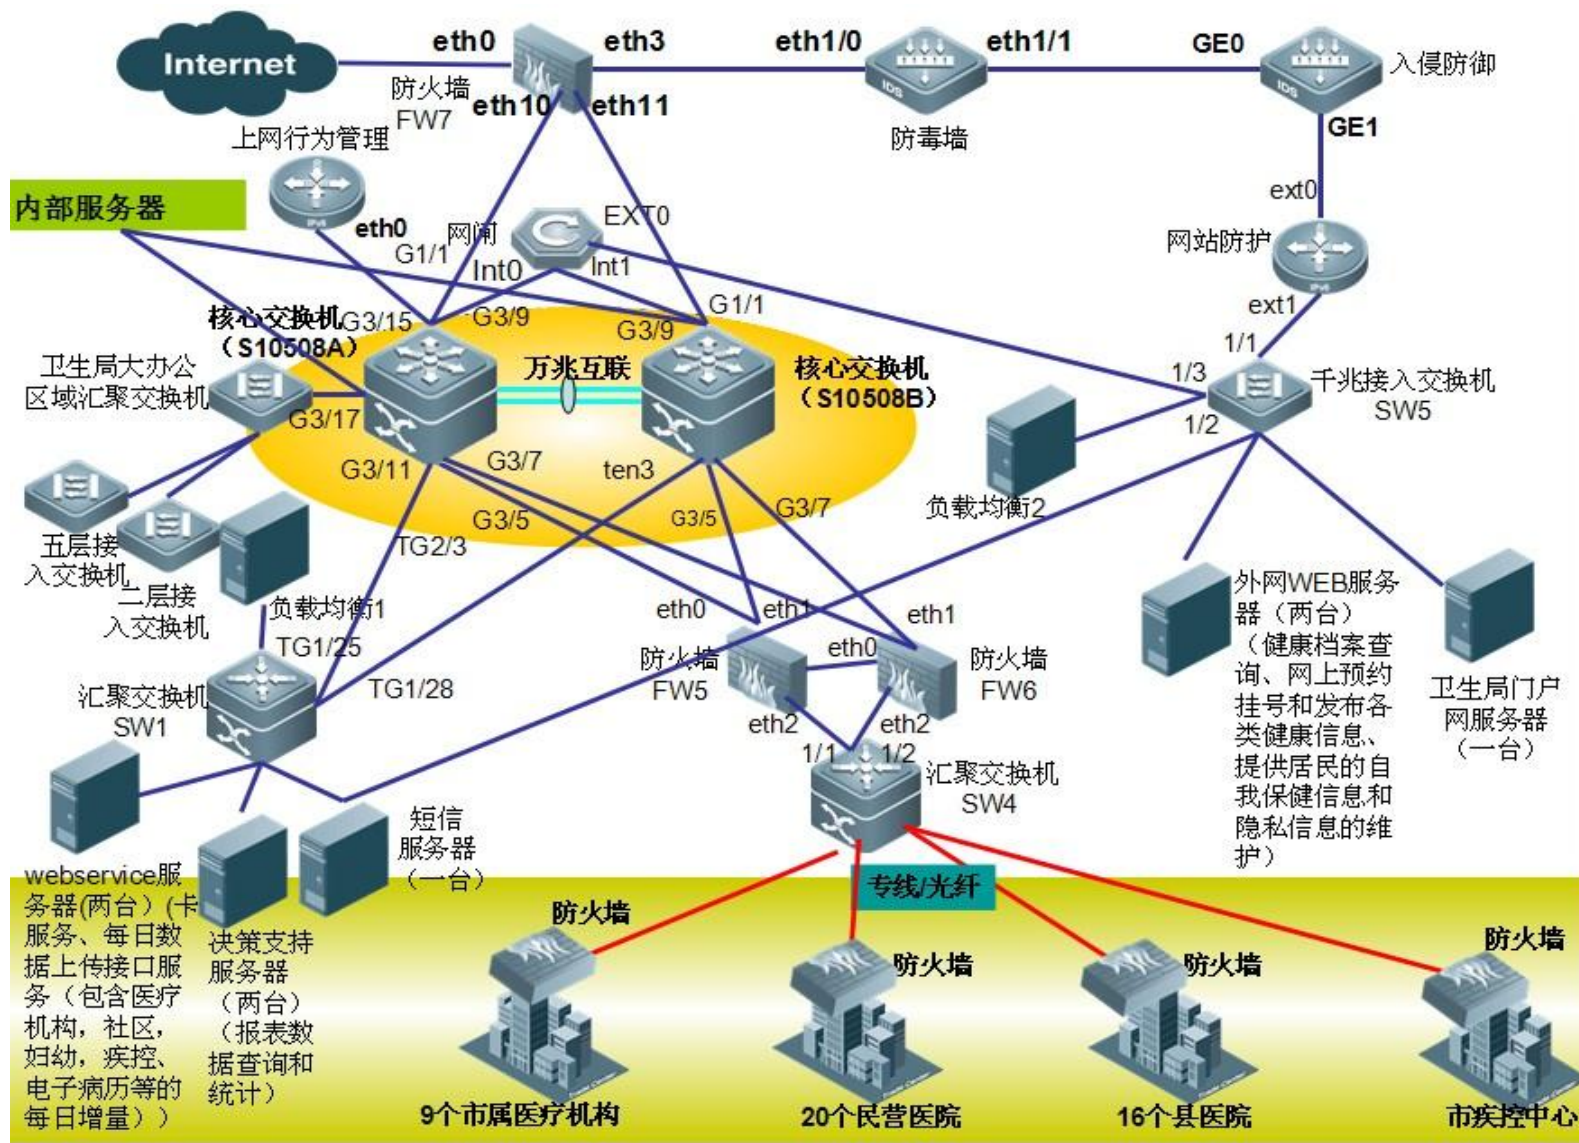 Internet
eth0
eth3
防火墙
FW7
eth10
eth11
eth1/0
eth1/1
IDS
防毒墙
GE0
IDS
入侵防御
GE1
上网行为管理
IPv6
eth0
内部服务器
网闸
EXT0
Int0
Int1
G1/1
G3/15
G3/9
G3/9
G1/1
核心交换机
（S10508A）
万兆互联
核心交换机
（S10508B）
ext0
网站防护
IPv6
ext1
1/1
1/3
1/2
千兆接入交换机
SW5
卫生局大办公
区域汇聚交换机
G3/17
G3/11
G3/7
ten3
G3/5
G3/5
G3/7
TG2/3
负载均衡2
五层接
入交换机
二层接
入交换机
负载均衡1
TG1/25
TG1/28
汇聚交换机
SW1
eth0
eth1
eth1
eth0
防火墙
FW5
防火墙
FW6
eth2
eth2
1/1
1/2
汇聚交换机
SW4
外网WEB服务
器（两台）
（健康档案查
询、网上预约
挂号和发布各
类健康信息、
提供居民的自
我保健信息和
隐私信息的维
护）
卫生局门户
网服务器
（一台）
短信
服务器
（一台）
webservice服
务器(两台）(卡
服务、每日数
据上传接口服
务（包含医疗
机构，社区，
妇幼，疾控、
电子病历等的
每日增量））
决策支持
服务器
（两台）
（报表数
据查询和
统计）
专线/光纤
防火墙
防火墙
防火墙
防火墙
9个市属医疗机构
20个民营医院
16个县医院
市疾控中心